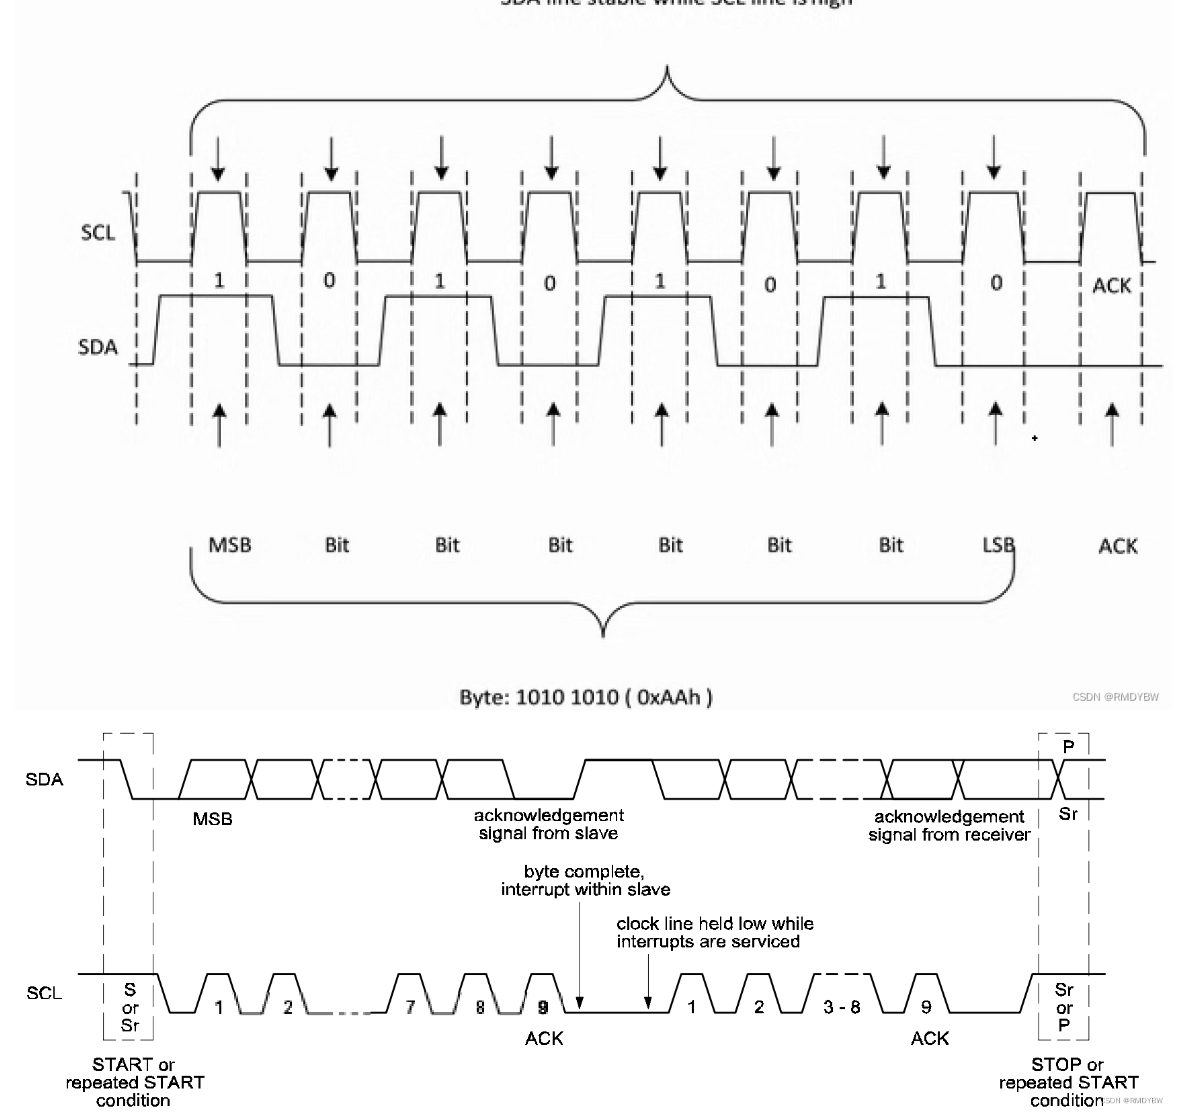 SDA line stable while SCL line is high
SCL
1 0 1 0 1 0 1 0 ACK
SDA
MSB Bit Bit Bit Bit Bit Bit LSB ACK
Byte: 1010 1010 ( 0xAAh )
CSDN @RMDYBW
P
SDA
MSB
acknowledgement
signal from slave
acknowledgement
signal from receiver
Sr
byte complete,
interrupt within slave
clock line held low while
interrupts are serviced
SCL
S
or
Sr
1 2 7 8 9 1 2 3 - 8 9
Sr
or
P
ACK
ACK
START or
repeated START
condition
STOP or
repeated START
condition
CSDN @RMDYBW